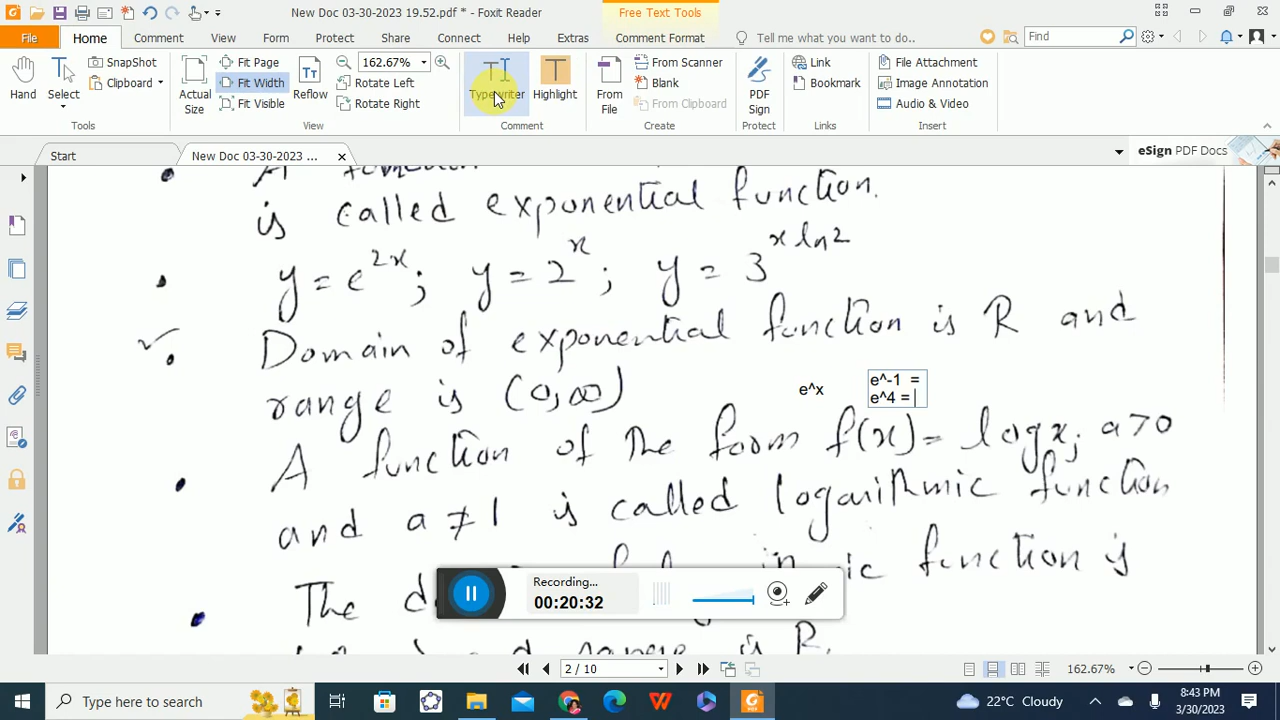 New Doc 03-30-2023 19.52.pdf * - Foxit Reader
Free Text Tools
File
Home
Comment
View
Form
Protect
Share
Connect
Help
Extras
Comment Format
Tell me what you want to do...
Find
Hand
Select
SnapShot
Clipboard
Tools
Actual
Size
Fit Page
Fit Width
Fit Visible
Reflow
162.67%
Rotate Left
Rotate Right
View
Typewriter
Highlight
Comment
From
File
From Scanner
Blank
From Clipboard
Create
PDF
Sign
Protect
Link
Bookmark
Links
File Attachment
Image Annotation
Audio & Video
Insert
Start
New Doc 03-30-2023 ...
eSign PDF Docs
A
is called exponential function.
y = e^2x; y = 2^x; y = 3^x ln2
Domain of exponential function is R and
range is (0,∞)
e^x
e^-1 =
e^4 =
A function of the form f(x) = logx; a>0
and a ≠ 1 is called logarithmic function
The function is
range is R.
Recording...
00:20:32
2 / 10
162.67%
Type here to search
22°C Cloudy
8:43 PM
3/30/2023